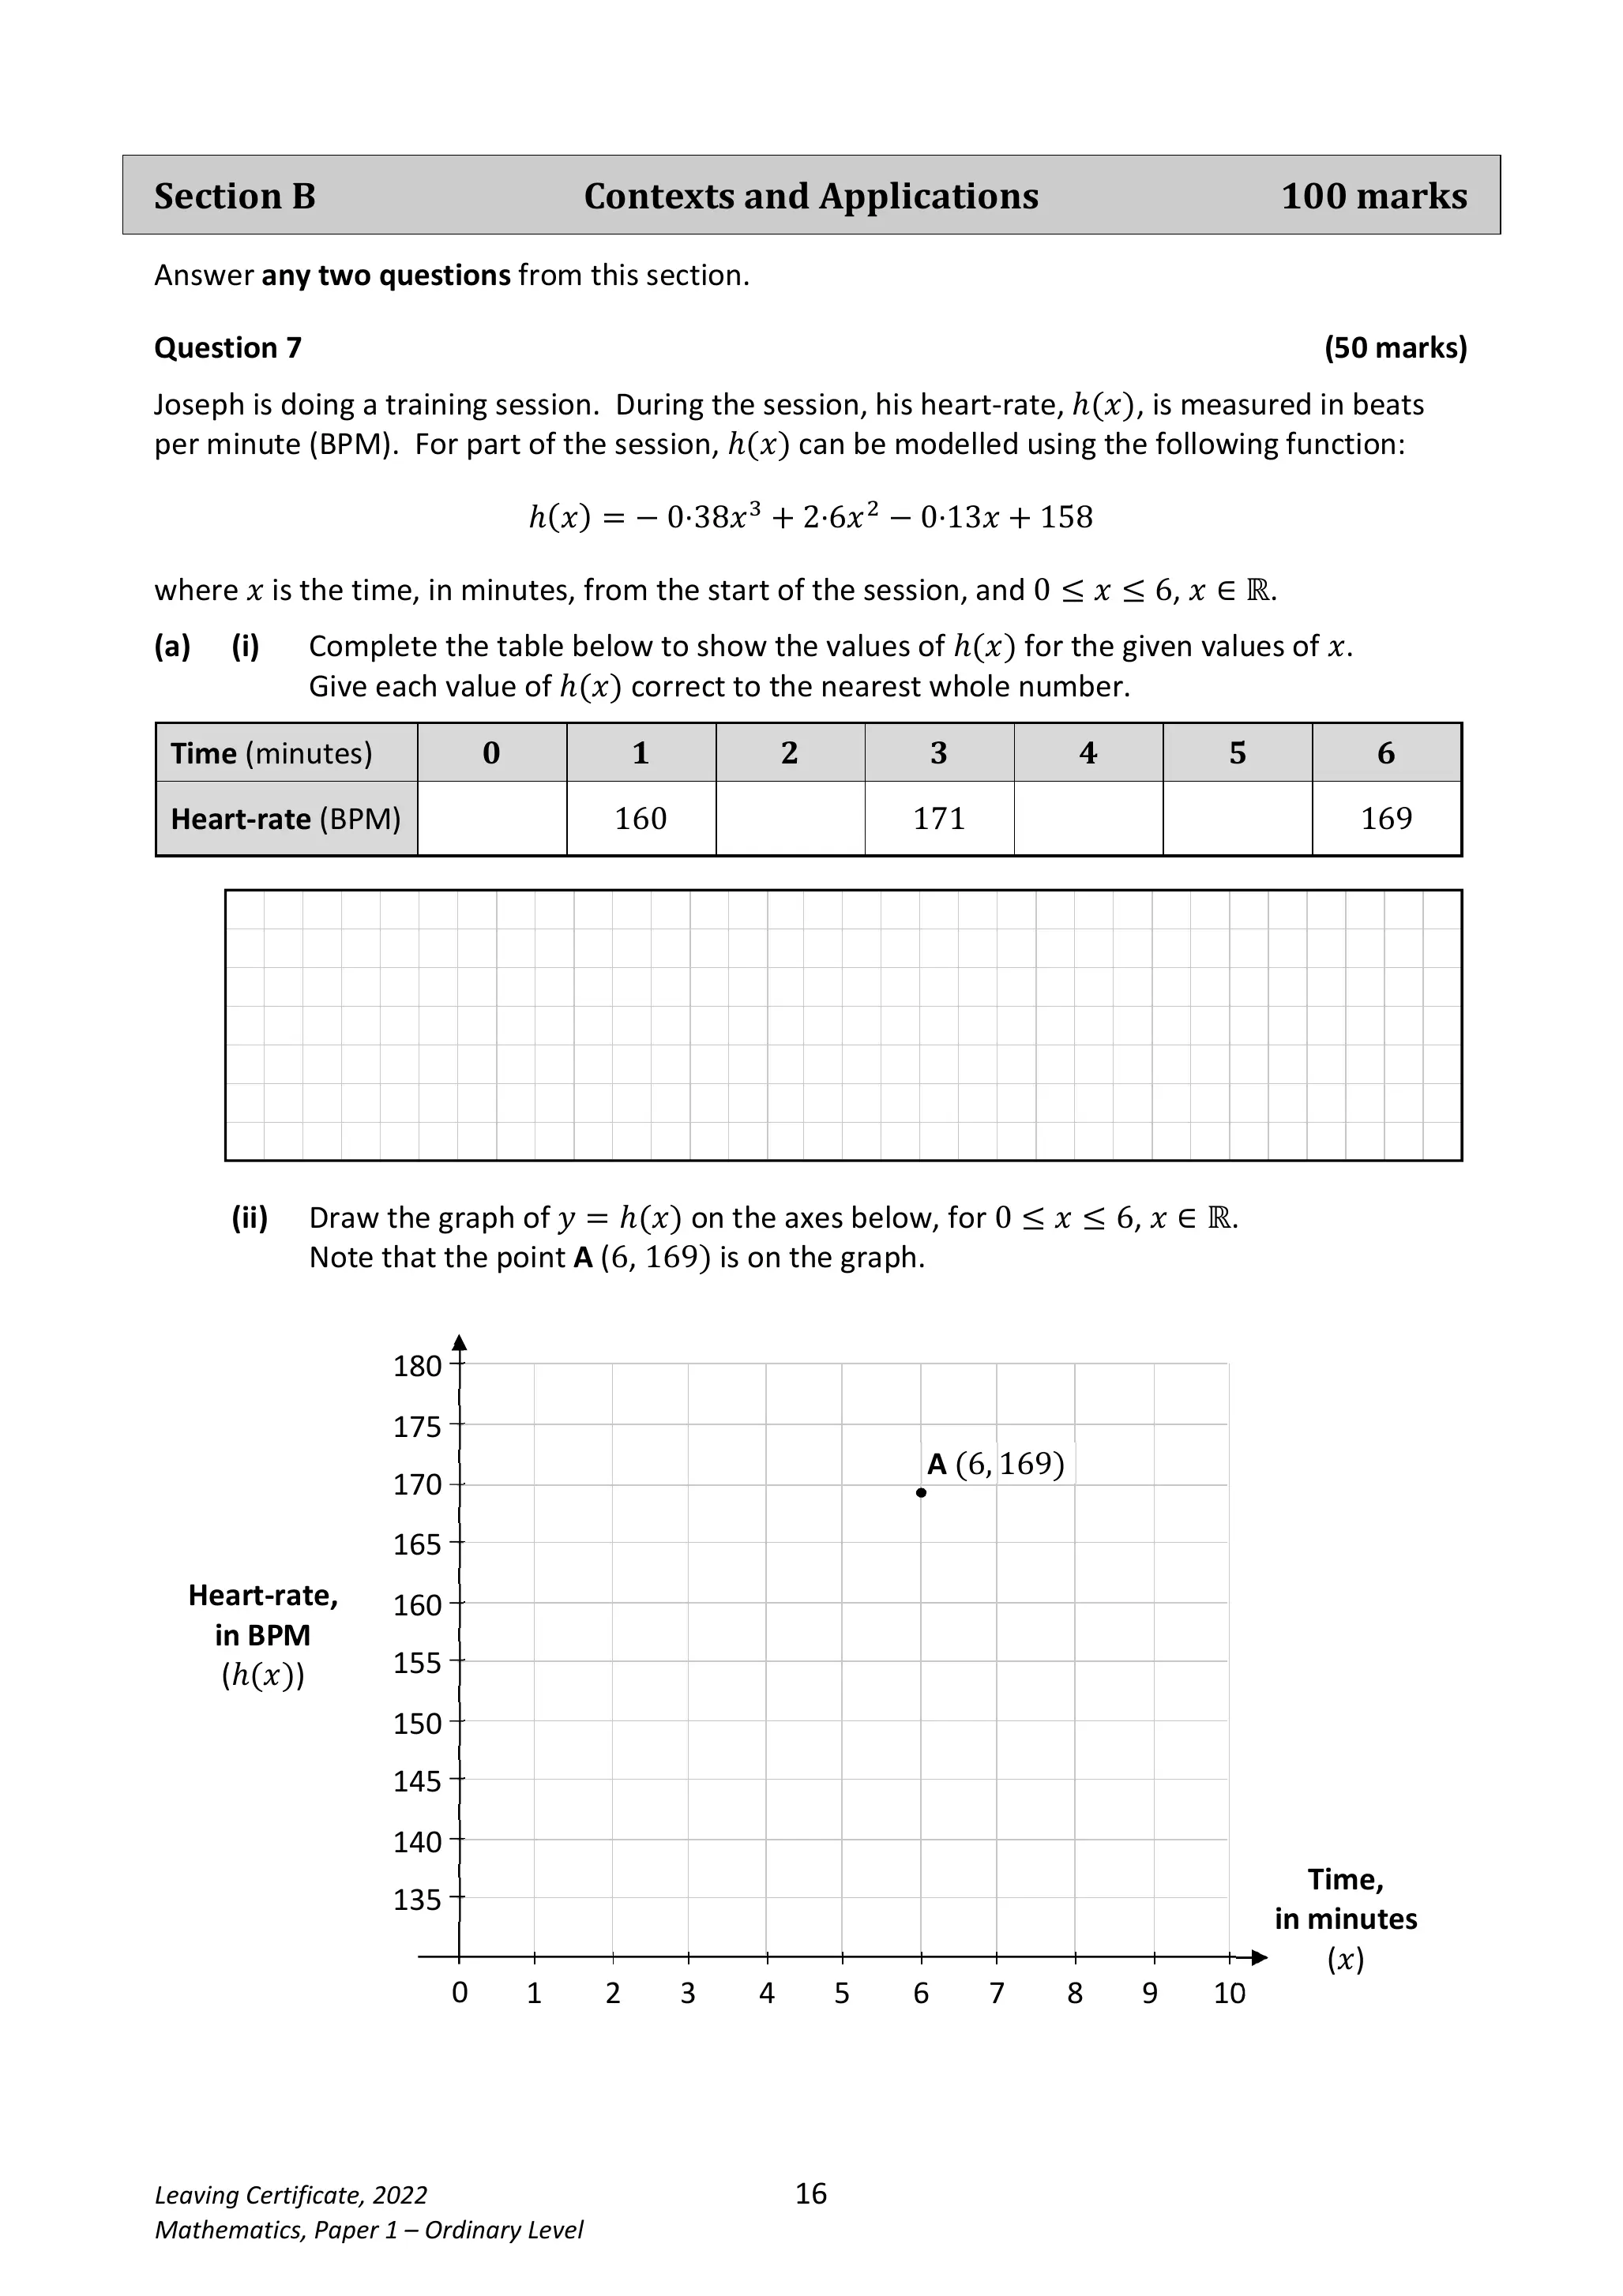 Section B Contexts and Applications 100 marks
Answer any two questions from this section.
Question 7 (50 marks)
Joseph is doing a training session. During the session, his heart-rate, h(x), is measured in beats
per minute (BPM). For part of the session, h(x) can be modelled using the following function:
h(x) = − 0·38x³ + 2·6x² − 0·13x + 158
where x is the time, in minutes, from the start of the session, and 0 ≤ x ≤ 6, x ∈ ℝ.
(a) (i) Complete the table below to show the values of h(x) for the given values of x.
Give each value of h(x) correct to the nearest whole number.
Time (minutes) 0 1 2 3 4 5 6
Heart-rate (BPM) 160 171 169
(ii) Draw the graph of y = h(x) on the axes below, for 0 ≤ x ≤ 6, x ∈ ℝ.
Note that the point A (6, 169) is on the graph.
180
175
A (6, 169)
170
165
Heart-rate,
in BPM
(h(x))
160
155
150
145
140
135
Time,
in minutes
(x)
0 1 2 3 4 5 6 7 8 9 10
Leaving Certificate, 2022 16
Mathematics, Paper 1 – Ordinary Level